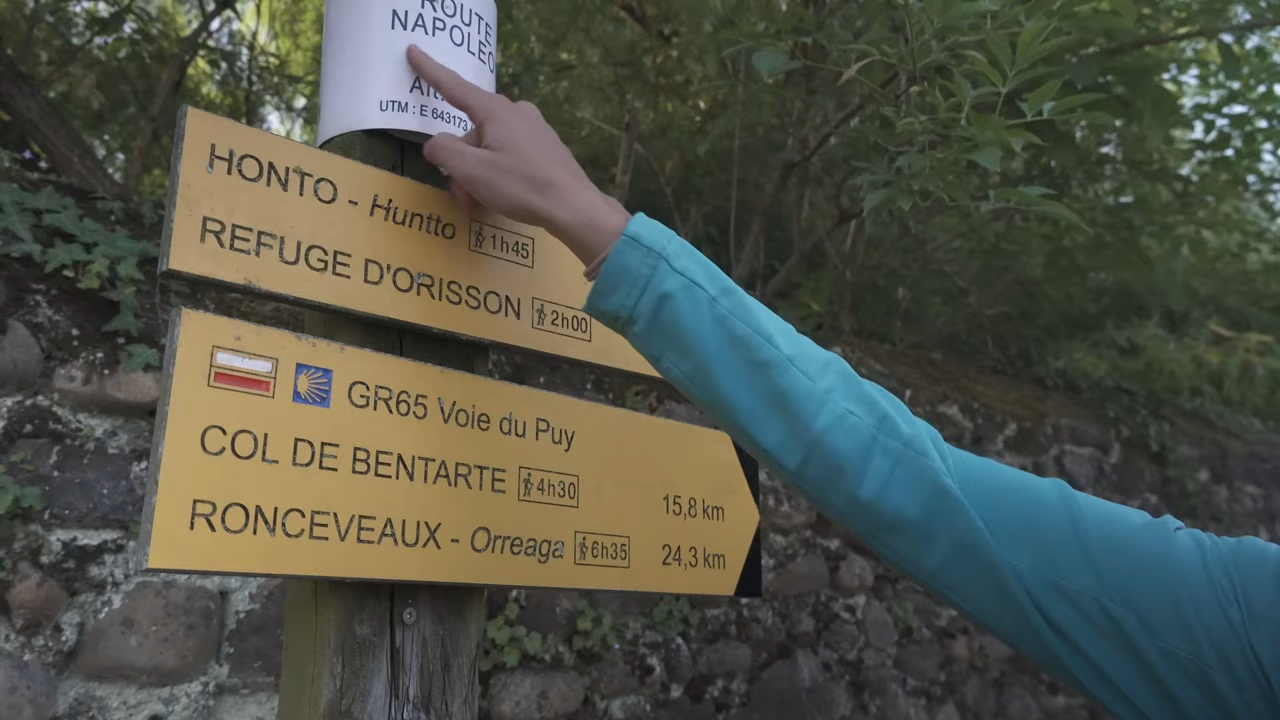 ROUTE
NAPOLEO
Alt.
UTM : E 643173
HONTO - Huntto 1h45
REFUGE D'ORISSON 2h00
GR65 Voie du Puy
COL DE BENTARTE 4h30 15,8 km
RONCEVEAUX - Orreaga 6h35 24,3 km